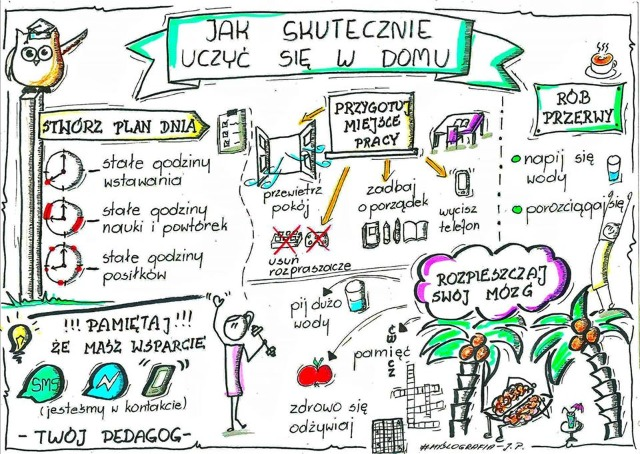 JAK SKUTECZNIE
UCZYĆ SIĘ W DOMU
STWÓRZ PLAN DNIA
stałe godziny
wstawania
stałe godziny
nauki i powtórek
stałe godziny
posiłków
PRZYGOTUJ
MIEJSCE
PRACY
przewietrz
pokój
zadbaj
o porządek
wycisz
telefon
usuń
rozpraszacze
RÓB
PRZERWY
napij się
wody
porozciągaj się
ROZPIESZCZAJ
SWÓJ MÓZG
pij dużo
wody
ĆWICZ
pamięć
zdrowo się
odżywiaj
!!! PAMIĘTAJ !!!
ŻE MASZ WSPARCIE
SMS
(jesteśmy w kontakcie)
- TWÓJ PEDAGOG -
#MYŚLOGRAFIA - J.P.